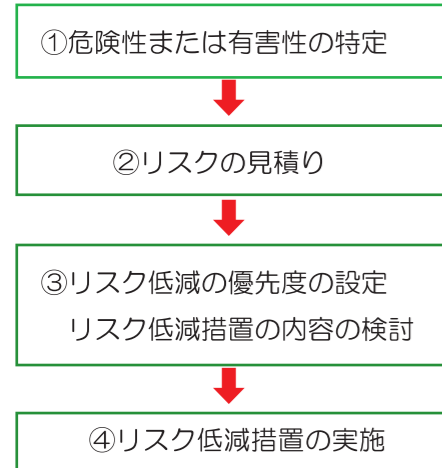 ①危険性または有害性の特定
②リスクの見積り
③リスク低減の優先度の設定
リスク低減措置の内容の検討
④リスク低減措置の実施